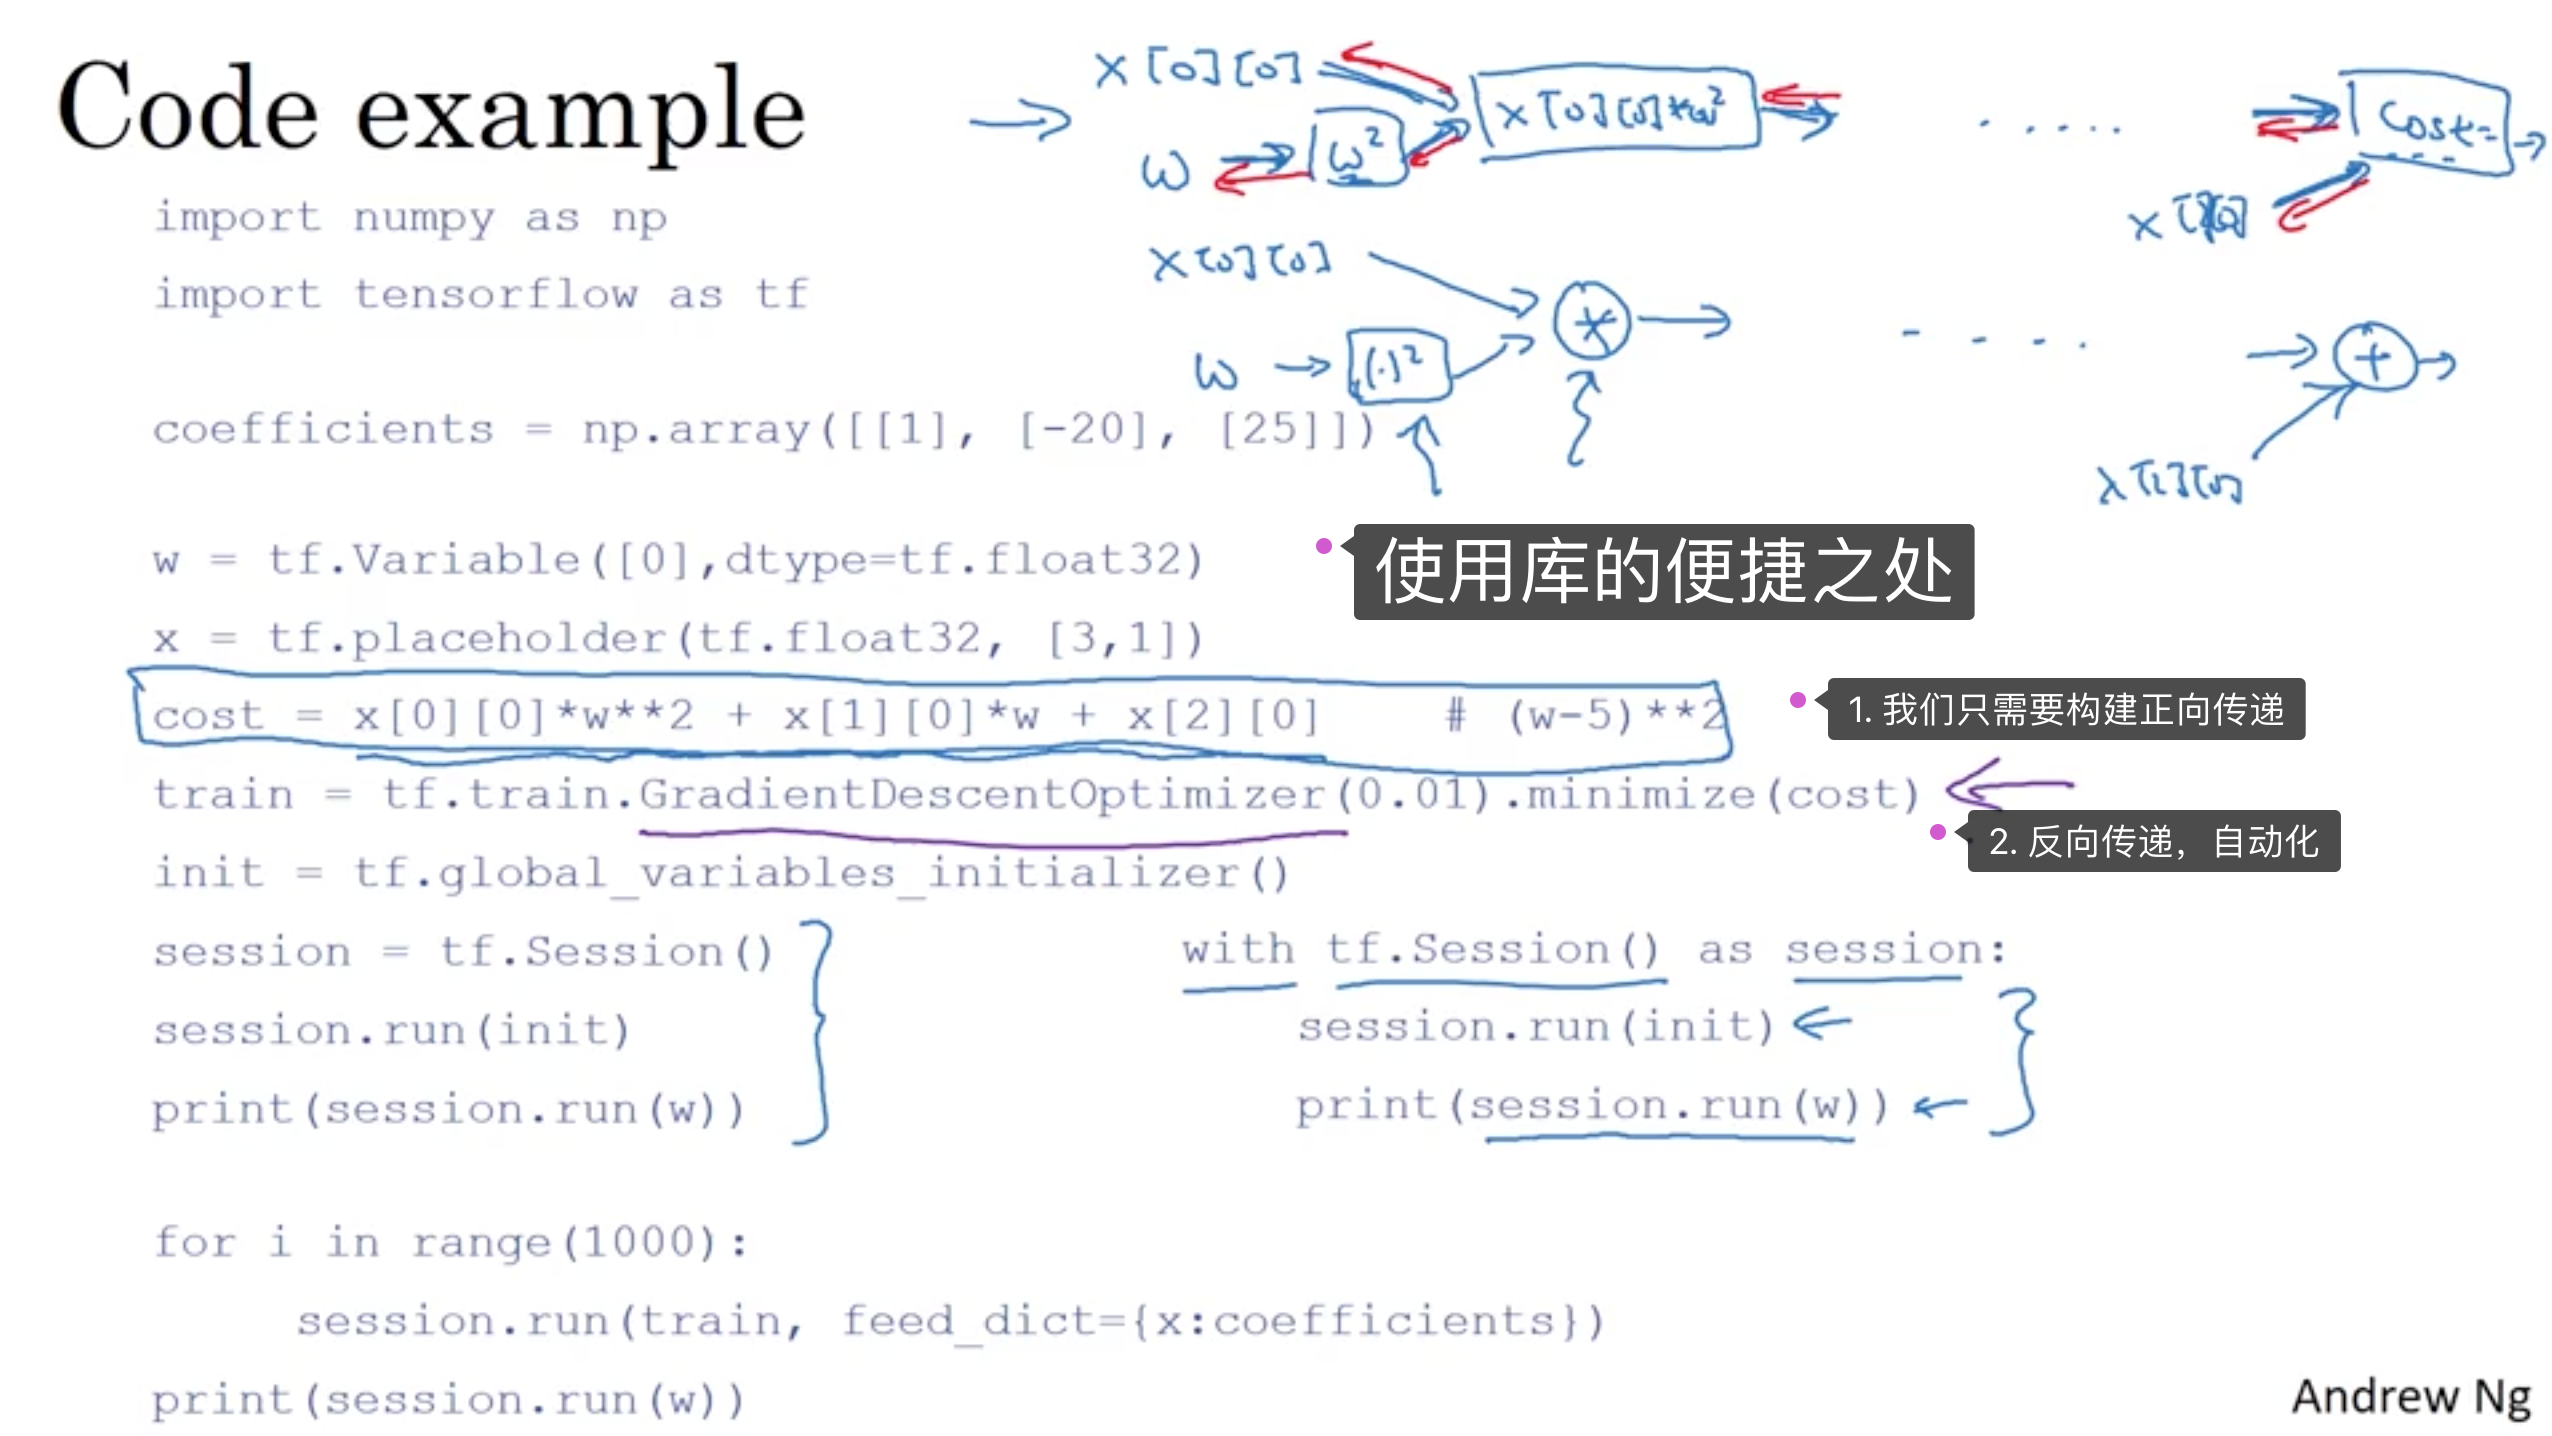 Code example
x[0][0]
w
w²
x[0][0]*w²
.....
cost=
import numpy as np
import tensorflow as tf
x[0][0]
w
(.)²
*
+
coefficients = np.array([[1], [-20], [25]])
使用库的便捷之处
w = tf.Variable([0],dtype=tf.float32)
x = tf.placeholder(tf.float32, [3,1])
cost = x[0][0]*w**2 + x[1][0]*w + x[2][0] # (w-5)**2
1. 我们只需要构建正向传递
train = tf.train.GradientDescentOptimizer(0.01).minimize(cost)
2. 反向传递，自动化
init = tf.global_variables_initializer()
session = tf.Session()
session.run(init)
print(session.run(w))
with tf.Session() as session:
session.run(init)
print(session.run(w))
for i in range(1000):
session.run(train, feed_dict={x:coefficients})
print(session.run(w))
Andrew Ng